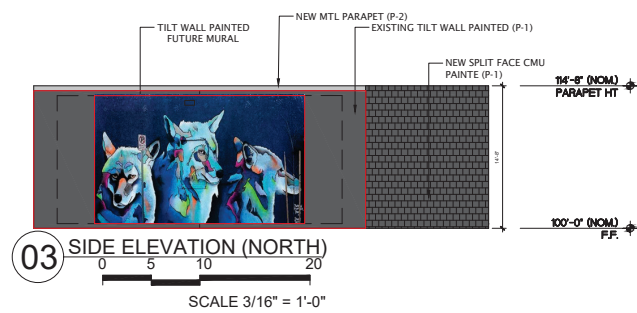 NEW MTL PARAPET (P-2)
TILT WALL PAINTED
FUTURE MURAL
EXISTING TILT WALL PAINTED (P-1)
NEW SPLIT FACE CMU
PAINTE (P-1)
114'-8" (NOM.)
PARAPET HT
14'-8"
100'-0" (NOM.)
F.F.
03 SIDE ELEVATION (NORTH)
0 5 10 20
SCALE 3/16" = 1'-0"